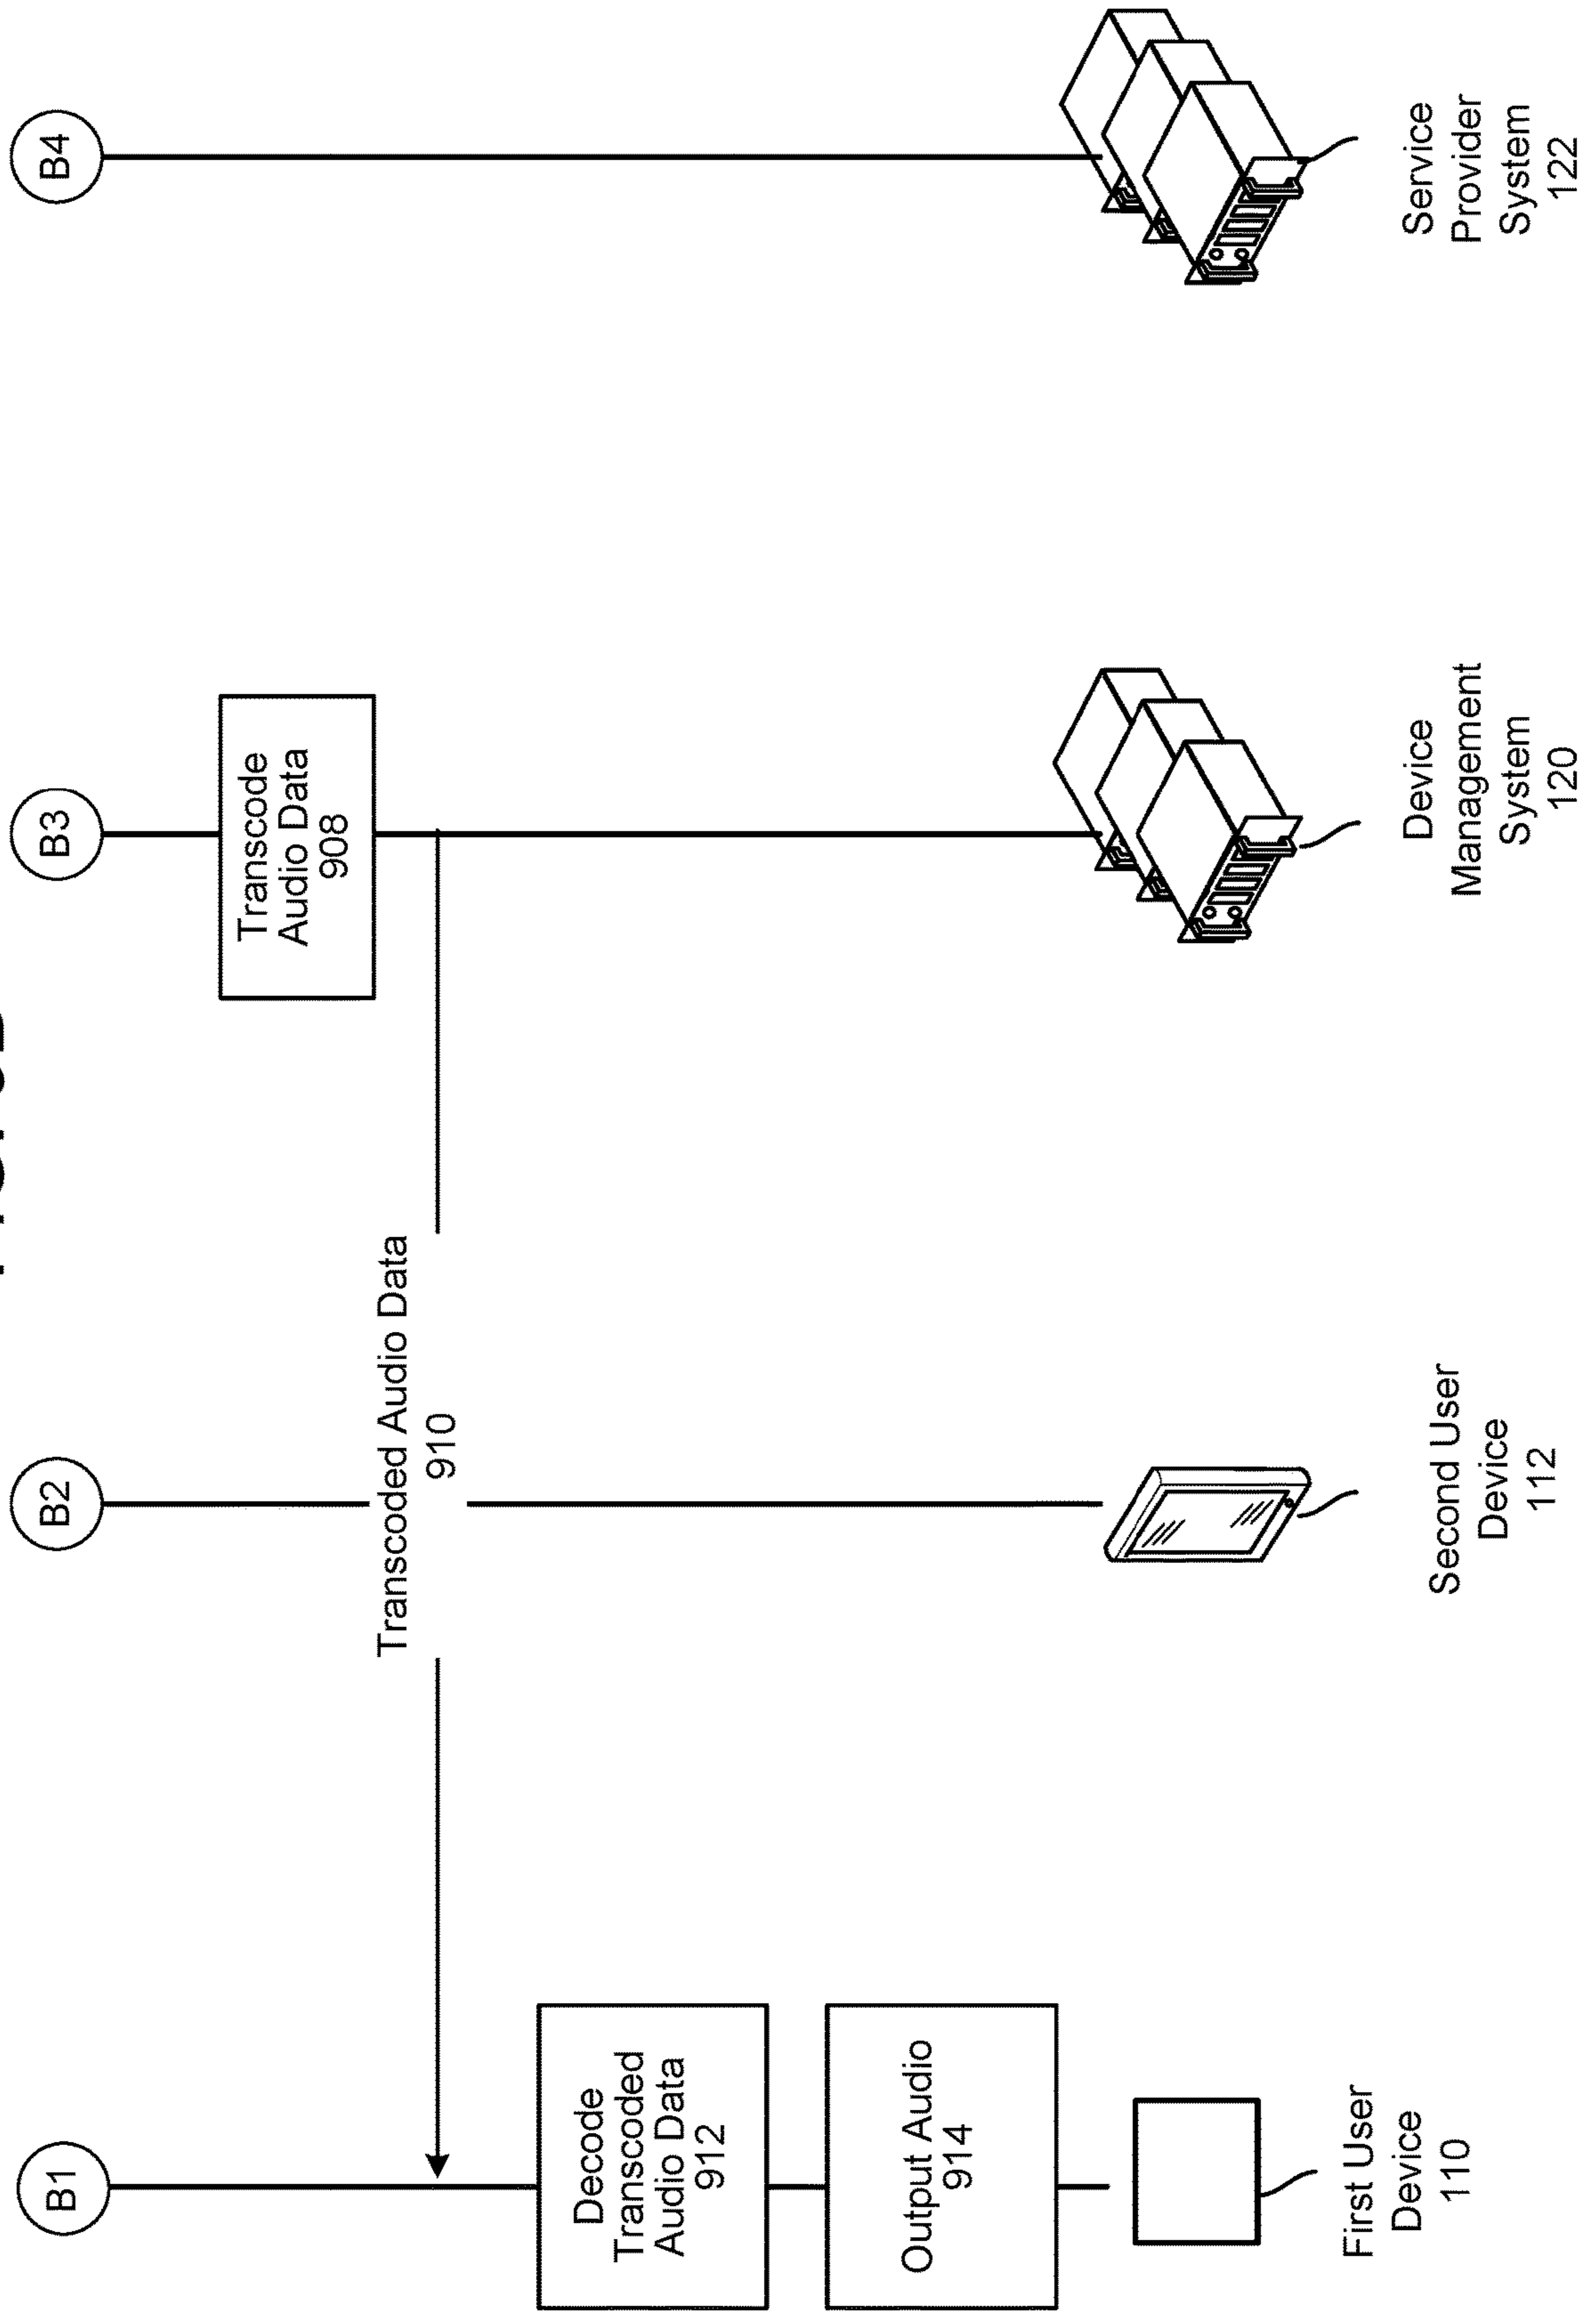 B1
B2
B3
B4
Transcode
Audio Data
908
Transcoded Audio Data
910
Decode
Transcoded
Audio Data
912
Output Audio
914
First User
Device
110
Second User
Device
112
Device
Management
System
120
Service
Provider
System
122